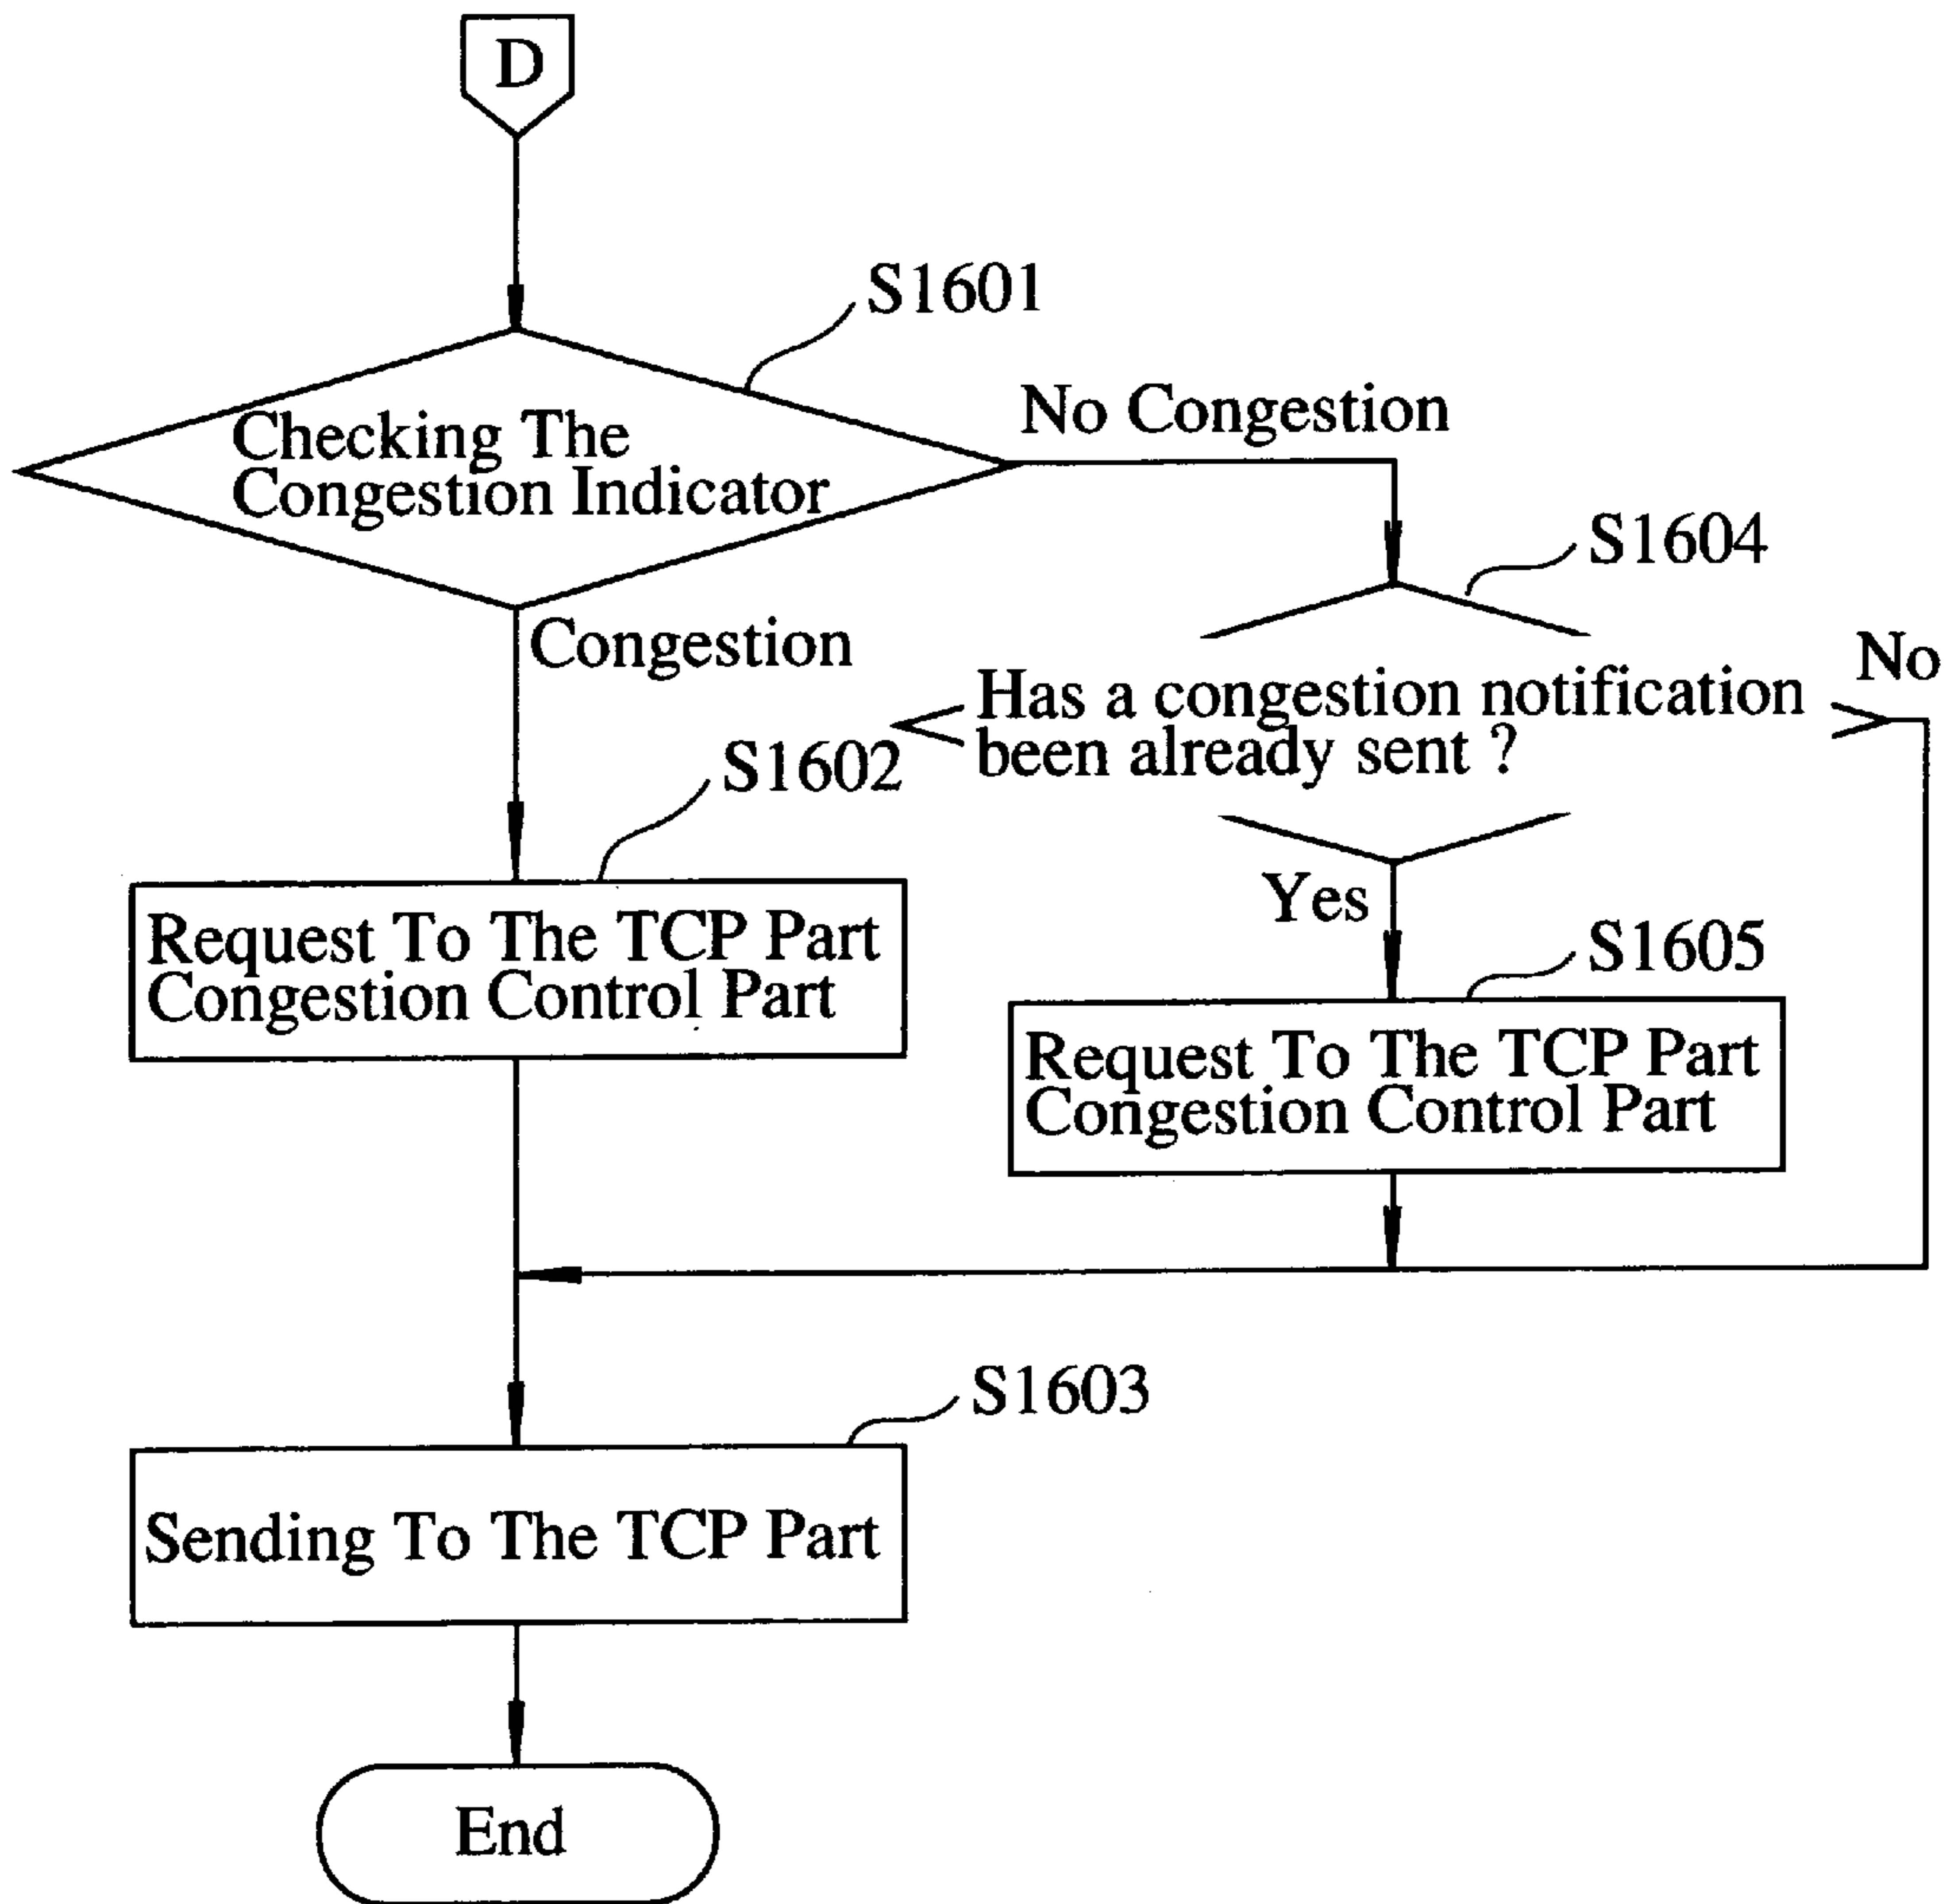 D
S1601
Checking The
Congestion Indicator
No Congestion
S1604
Congestion
Has a congestion notification
been already sent ?
No
S1602
Request To The TCP Part
Congestion Control Part
Yes
S1605
Request To The TCP Part
Congestion Control Part
S1603
Sending To The TCP Part
End